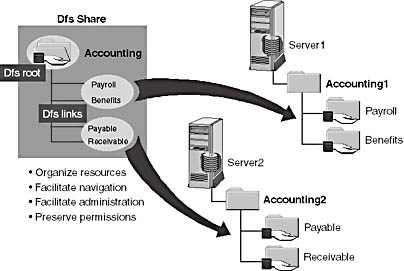 Dfs Share
Accounting
Dfs root
Payroll
Benefits
Dfs links
Payable
Receivable
• Organize resources
• Facilitate navigation
• Facilitate administration
• Preserve permissions
Server1
Accounting1
Payroll
Benefits
Server2
Accounting2
Payable
Receivable